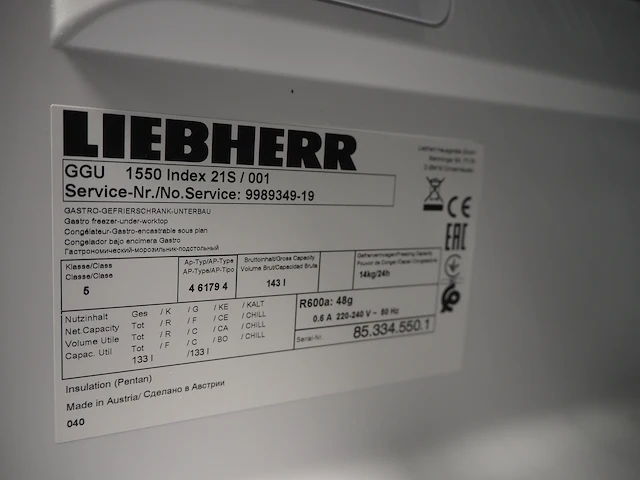 LIEBHERR
GGU 1550 Index 21S / 001
Service-Nr./No.Service: 9989349-19
GASTRO-GEFRIERSCHRANK-UNTERBAU
Gastro freezer-under-worktop
Congélateur-Gastro-encastrable sous plan
Congelador bajo encimera Gastro
Гастрономический-морозильник-подстольный
Klasse/Class
Classe/Clase
5
Ap-Typ/AP-Type
AP-Type/AP-Tipo
4 6179 4
Bruttoinhalt/Gross Capacity
Volume Brut/Capacidad Bruta
143 l
Gefriervermögen/Freezing Capacity
14kg/24h
Nutzinhalt Ges / K / G / KE / KALT
Net.Capacity Tot / R / F / CE / CHILL
Volume Utile Tot / R / C / CA / CHILL
Capac. Util Tot / F / C / BO / CHILL
133 l /133 l
R600a: 48g
0.6 A 220-240 V ~ 50 Hz
Serial-Nr. 85.334.550.1
Insulation (Pentan)
Made in Austria/ Сделано в Австрии
040
CE
EAC